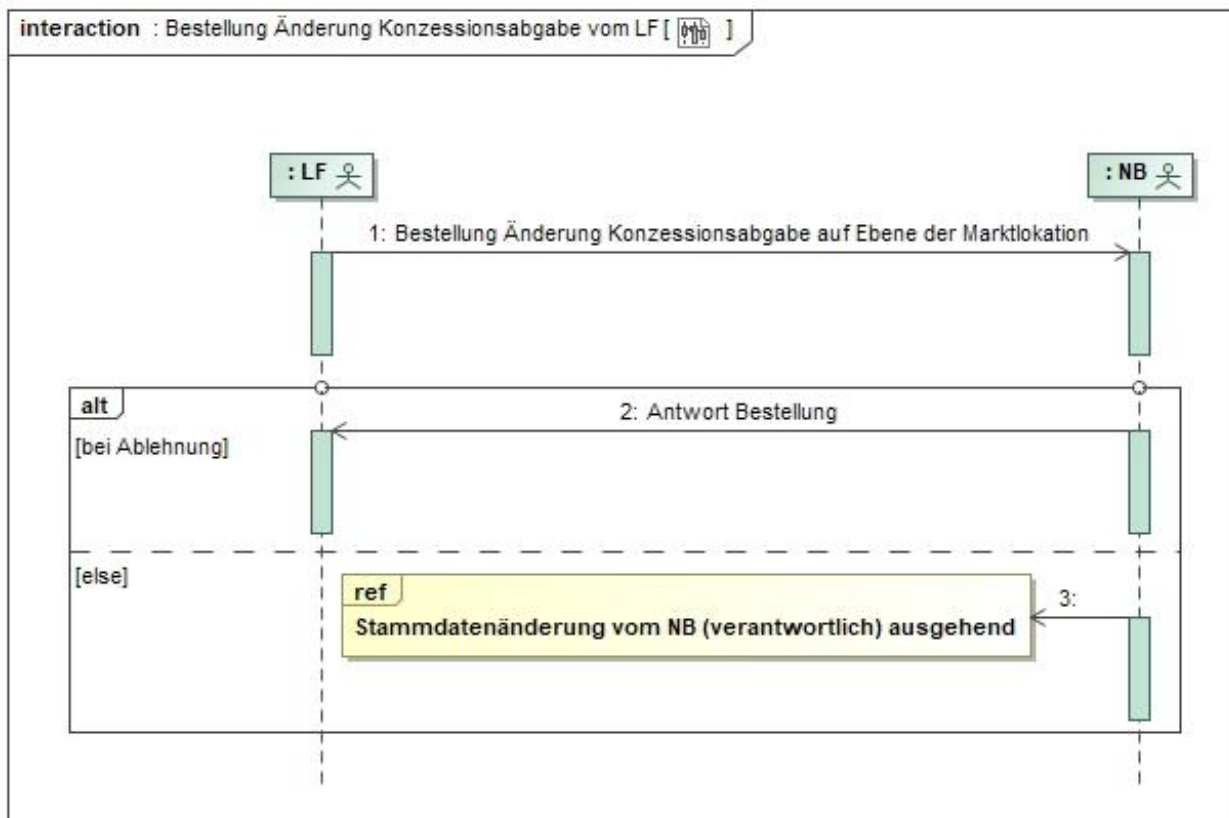 interaction : Bestellung Änderung Konzessionsabgabe vom LF [ ]
: LF
: NB
1: Bestellung Änderung Konzessionsabgabe auf Ebene der Marktlokation
alt
2: Antwort Bestellung
[bei Ablehnung]
[else]
ref
3:
Stammdatenänderung vom NB (verantwortlich) ausgehend